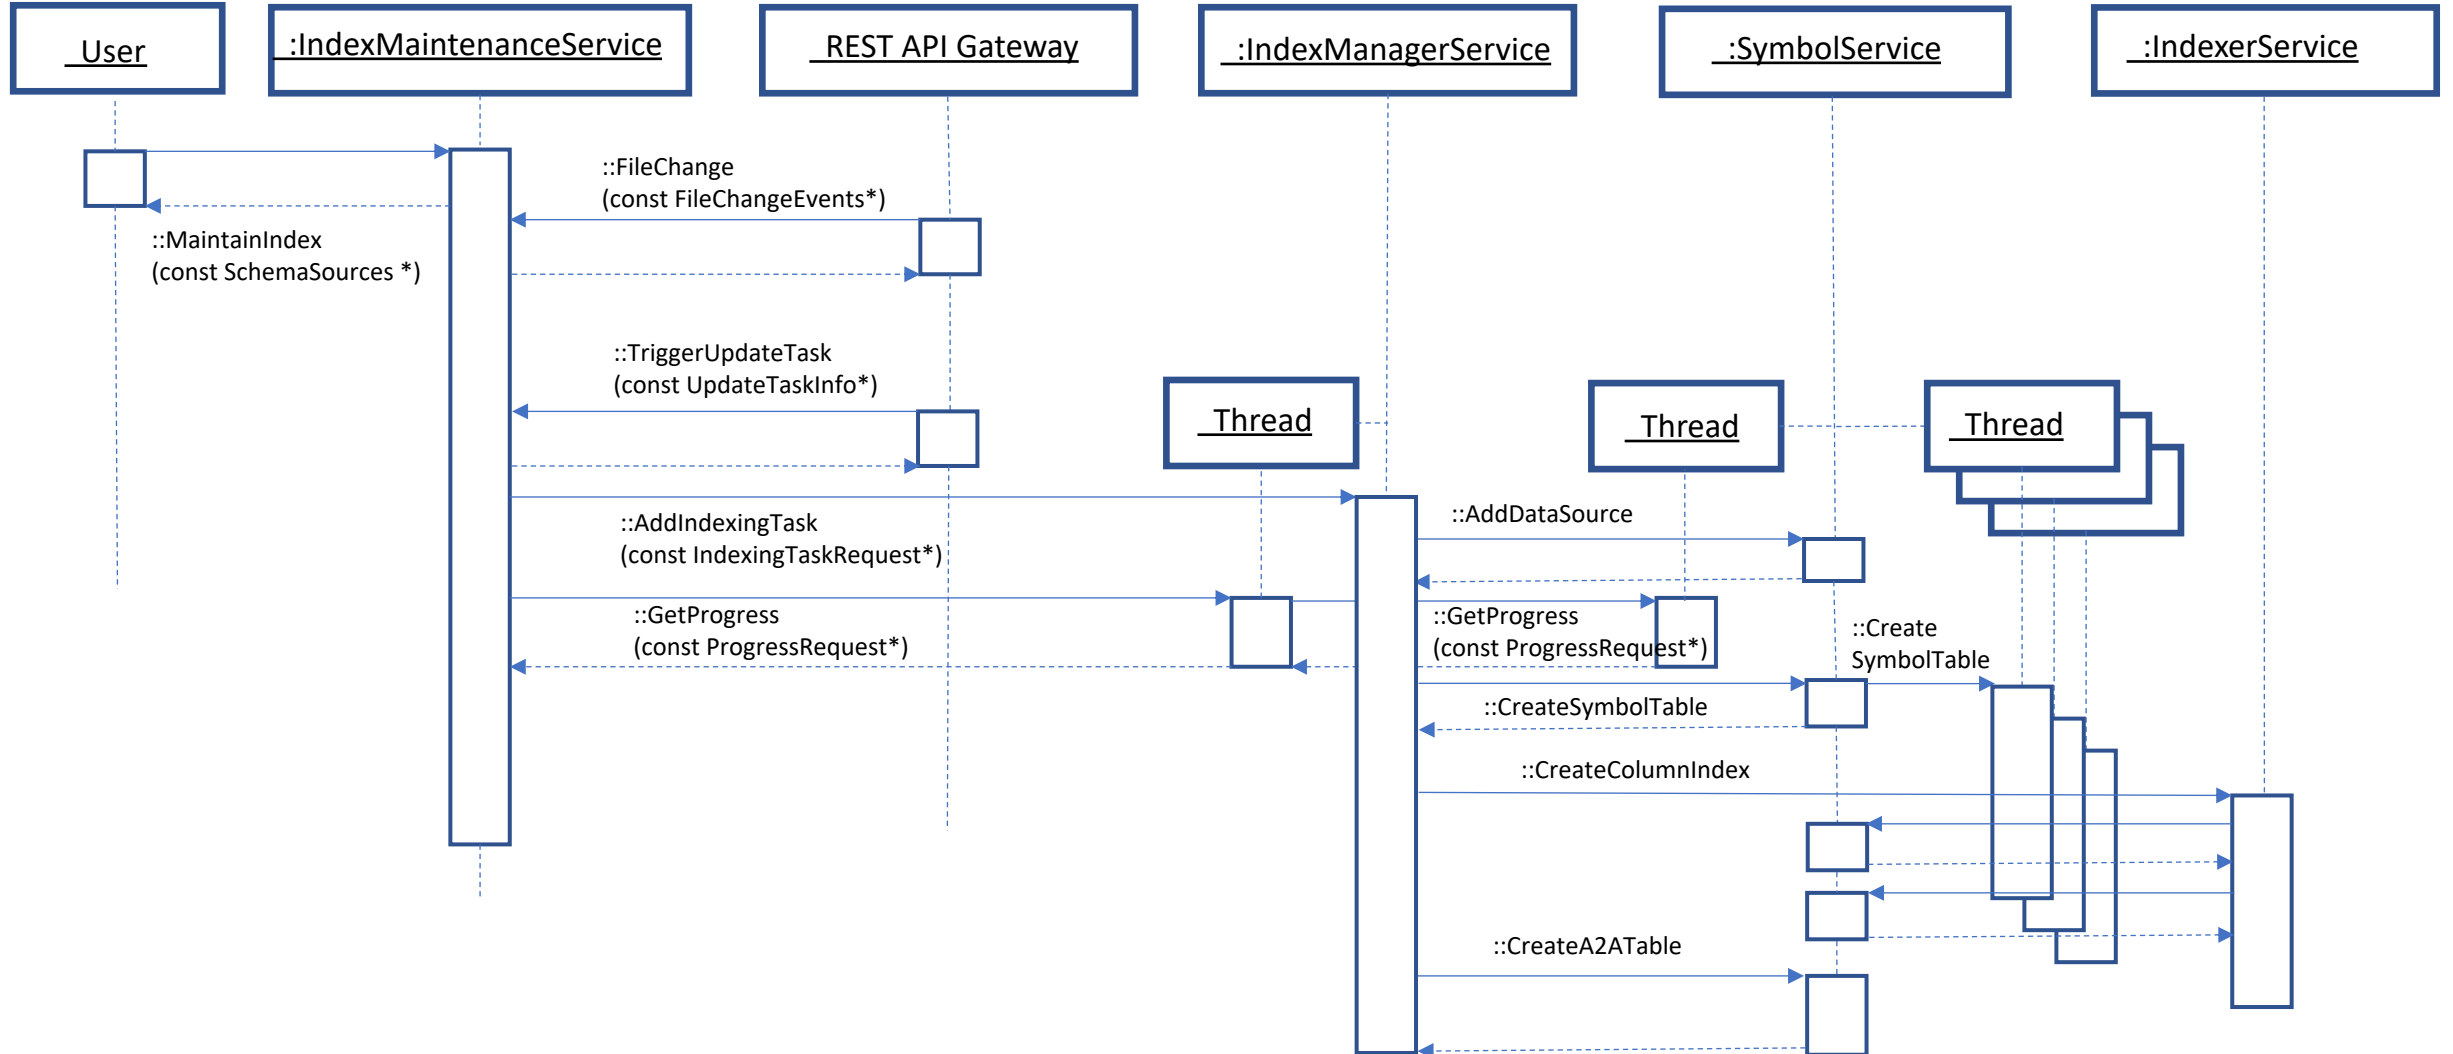 User
:IndexMaintenanceService
REST API Gateway
:IndexManagerService
:SymbolService
:IndexerService
::FileChange
(const FileChangeEvents*)
::MaintainIndex
(const SchemaSources *)
::TriggerUpdateTask
(const UpdateTaskInfo*)
Thread
Thread
Thread
::AddIndexingTask
(const IndexingTaskRequest*)
::AddDataSource
::GetProgress
(const ProgressRequest*)
::GetProgress
(const ProgressRequest*)
::Create
SymbolTable
::CreateSymbolTable
::CreateColumnIndex
::CreateA2ATable